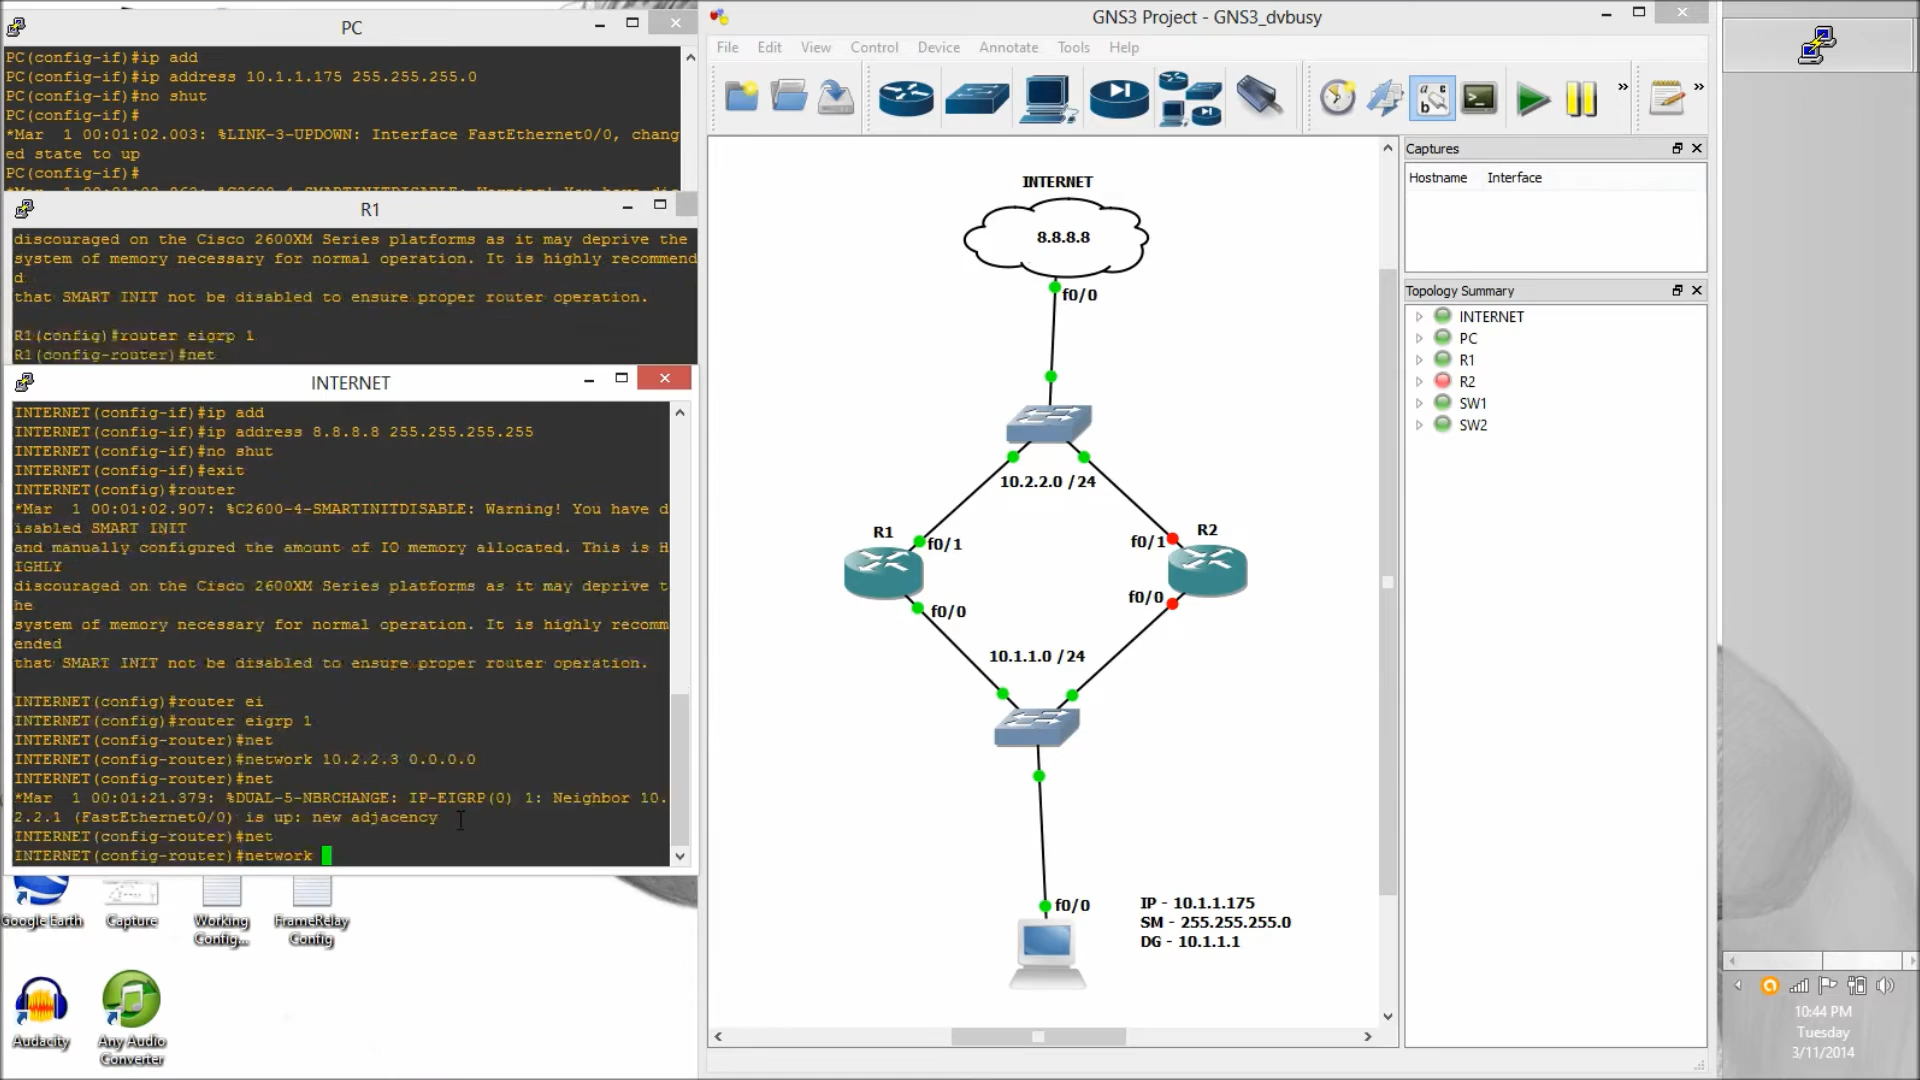 PC
PC(config-if)#ip add
PC(config-if)#ip address 10.1.1.175 255.255.255.0
PC(config-if)#no shut
PC(config-if)#
*Mar  1 00:01:02.003: %LINK-3-UPDOWN: Interface FastEthernet0/0, chang
ed state to up
PC(config-if)#
R1
discouraged on the Cisco 2600XM Series platforms as it may deprive the
system of memory necessary for normal operation. It is highly recommend
d
that SMART INIT not be disabled to ensure proper router operation.
R1(config)#router eigrp 1
R1(config-router)#net
INTERNET
INTERNET(config-if)#ip add
INTERNET(config-if)#ip address 8.8.8.8 255.255.255.255
INTERNET(config-if)#no shut
INTERNET(config-if)#exit
INTERNET(config)#router
*Mar  1 00:01:02.907: %C2600-4-SMARTINITDISABLE: Warning! You have d
isabled SMART INIT
and manually configured the amount of IO memory allocated. This is H
IGHLY
discouraged on the Cisco 2600XM Series platforms as it may deprive t
he
system of memory necessary for normal operation. It is highly recomm
ended
that SMART INIT not be disabled to ensure proper router operation.
INTERNET(config)#router ei
INTERNET(config)#router eigrp 1
INTERNET(config-router)#net
INTERNET(config-router)#network 10.2.2.3 0.0.0.0
INTERNET(config-router)#net
*Mar  1 00:01:21.379: %DUAL-5-NBRCHANGE: IP-EIGRP(0) 1: Neighbor 10.
2.2.1 (FastEthernet0/0) is up: new adjacency
INTERNET(config-router)#net
INTERNET(config-router)#network
Google Earth
Capture
Working Config...
FrameRelay Config
Audacity
Any Audio Converter
GNS3 Project - GNS3_dvbusy
File Edit View Control Device Annotate Tools Help
INTERNET
8.8.8.8
f0/0
10.2.2.0 /24
R1
f0/1
R2
f0/1
f0/0
f0/0
10.1.1.0 /24
f0/0
IP - 10.1.1.175
SM - 255.255.255.0
DG - 10.1.1.1
Captures
Hostname Interface
Topology Summary
INTERNET
PC
R1
R2
SW1
SW2
10:44 PM
Tuesday
3/11/2014